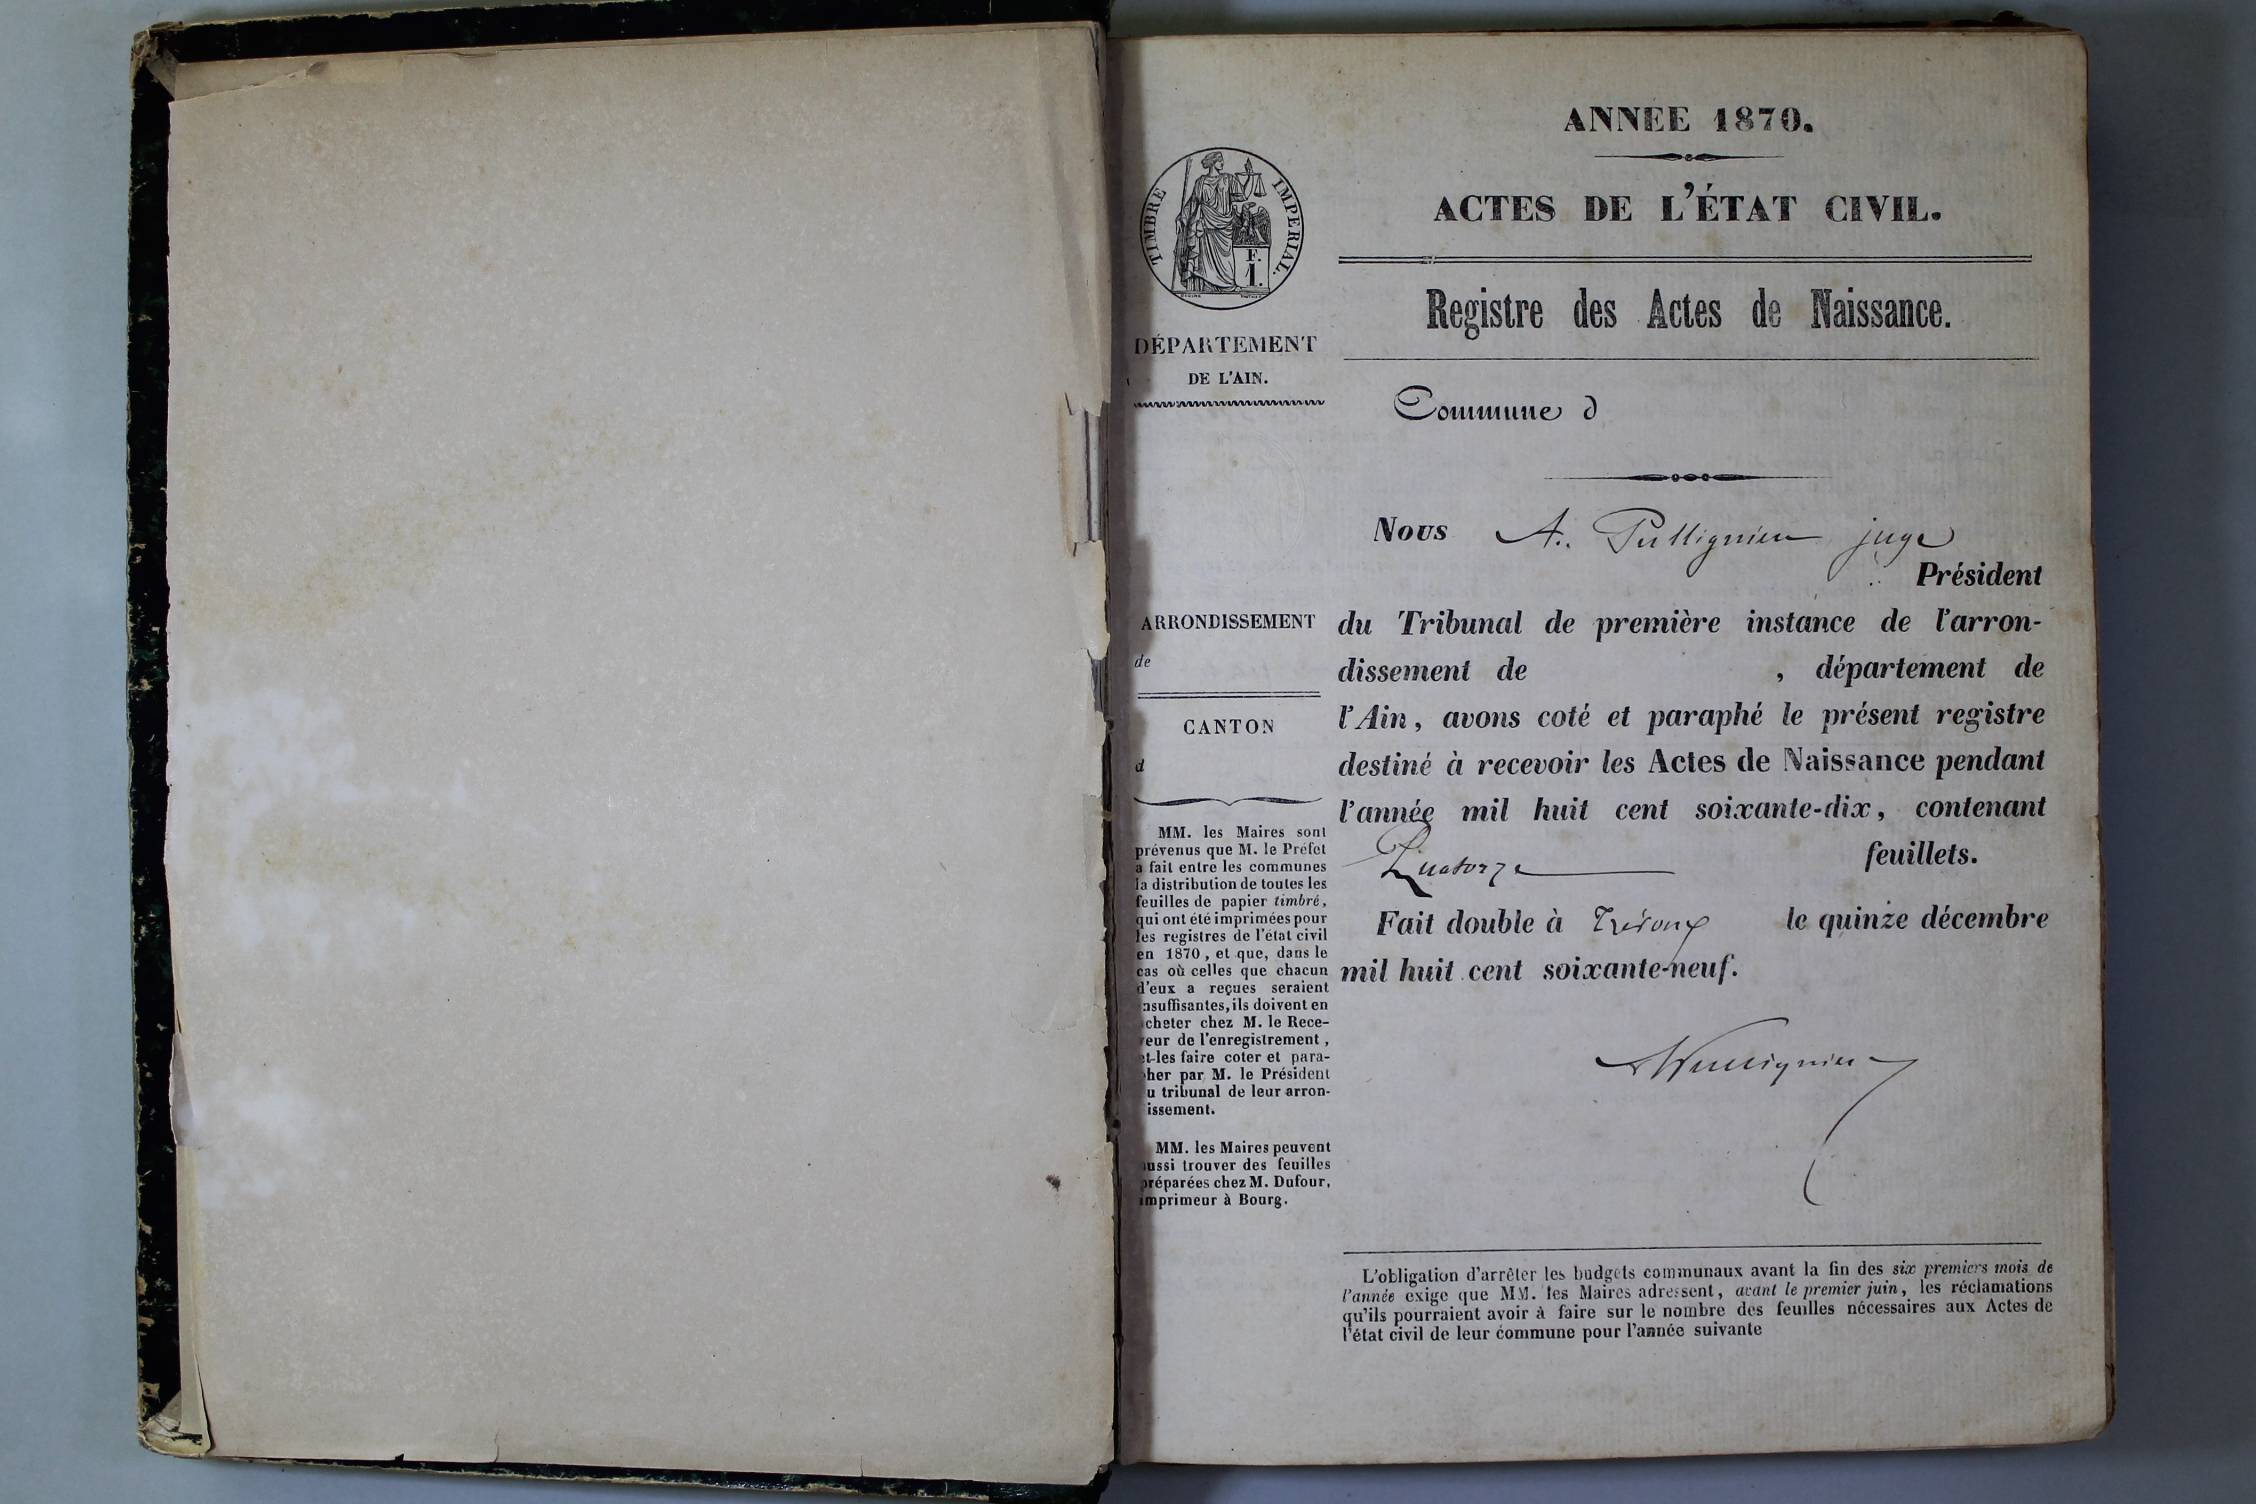 TIMBRE IMPERIAL.
F.
1.
DÉPARTEMENT
DE L'AIN.
ARRONDISSEMENT
de
CANTON
d
MM. les Maires sont
prévenus que M. le Préfet
a fait entre les communes
la distribution de toutes les
feuilles de papier timbré,
qui ont été imprimées pour
les registres de l'état civil
en 1870, et que, dans le
cas où celles que chacun
d'eux a reçues seraient
nsuffisantes, ils doivent en
cheter chez M. le Rece-
veur de l'enregistrement,
et les faire coter et para-
pher par M. le Président
u tribunal de leur arron-
issement.
MM. les Maires peuvent
aussi trouver des feuilles
préparées chez M. Dufour,
imprimeur à Bourg.
ANNÉE 1870.
ACTES DE L'ÉTAT CIVIL.
Registre des Actes de Naissance.
Commune d
Nous A. juge
Président
du Tribunal de première instance de l'arron-
dissement de , département de
l'Ain, avons coté et paraphé le présent registre
destiné à recevoir les Actes de Naissance pendant
l'année mil huit cent soixante-dix, contenant
Quatorze feuillets.
Fait double à Trévoux le quinze décembre
mil huit cent soixante-neuf.
L'obligation d'arrêter les budgets communaux avant la fin des six premiers mois de
l'année exige que MM. les Maires adressent, avant le premier juin, les réclamations
qu'ils pourraient avoir à faire sur le nombre des feuilles nécessaires aux Actes de
l'état civil de leur commune pour l'année suivante